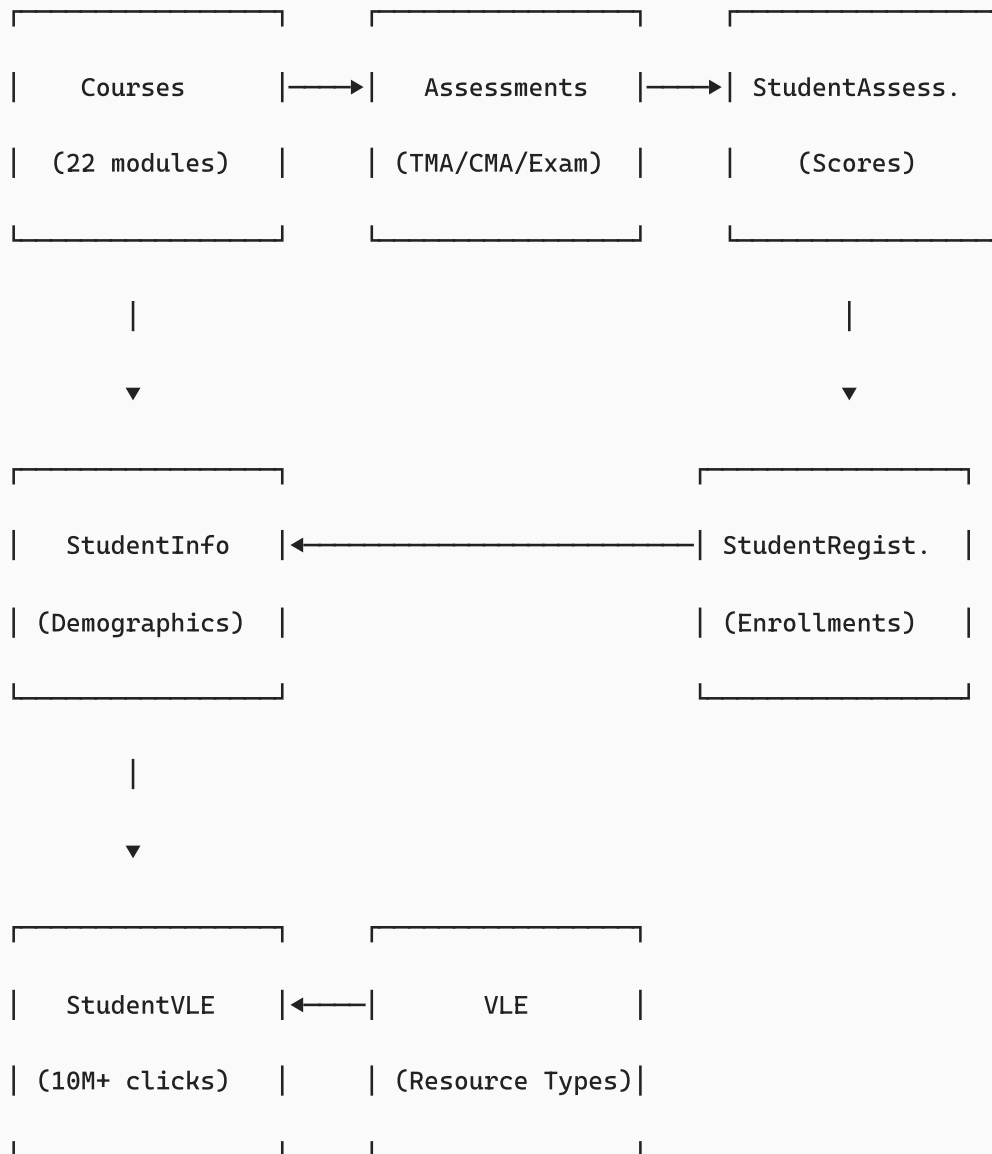 Courses Assessments StudentAssess.
(22 modules) (TMA/CMA/Exam) (Scores)
StudentInfo StudentRegist.
(Demographics) (Enrollments)
StudentVLE VLE
(10M+ clicks) (Resource Types)